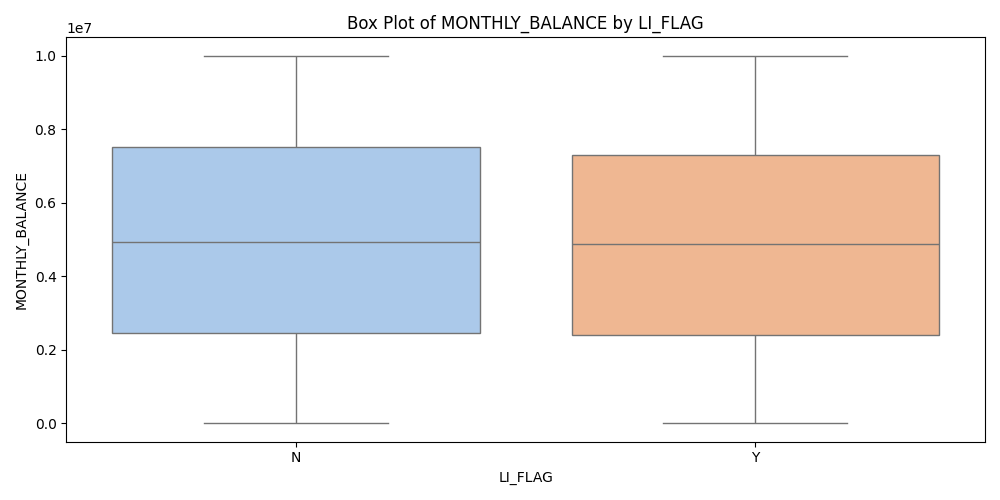 Box Plot of MONTHLY_BALANCE by LI_FLAG
1e7
1.0
0.8
0.6
0.4
0.2
0.0
MONTHLY_BALANCE
N
Y
LI_FLAG